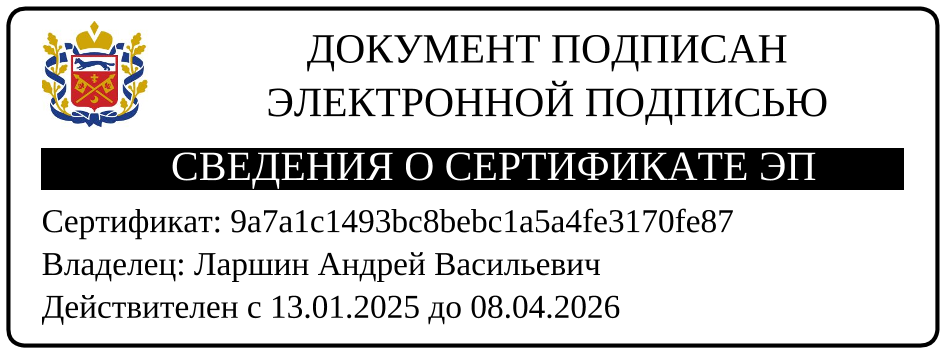 ДОКУМЕНТ ПОДПИСАН
ЭЛЕКТРОННОЙ ПОДПИСЬЮ
СВЕДЕНИЯ О СЕРТИФИКАТЕ ЭП
Сертификат: 9a7a1c1493bc8bebc1a5a4fe3170fe87
Владелец: Ларшин Андрей Васильевич
Действителен с 13.01.2025 до 08.04.2026